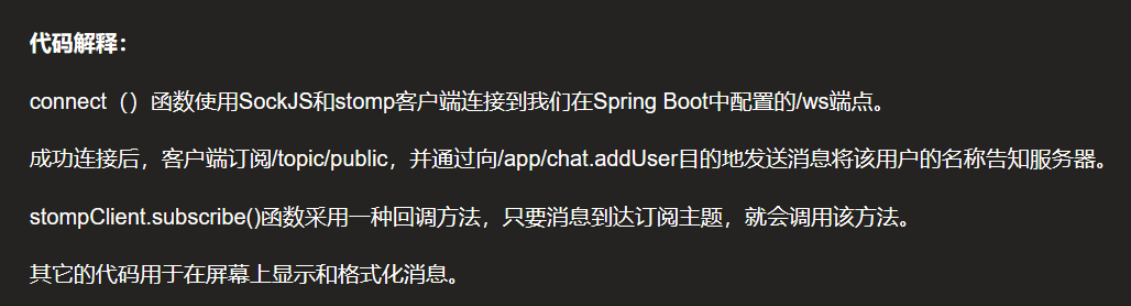 代码解释：
connect（）函数使用SockJS和stomp客户端连接到我们在Spring Boot中配置的/ws端点。
成功连接后，客户端订阅/topic/public，并通过向/app/chat.addUser目的地发送消息将该用户的名称告知服务器。
stompClient.subscribe()函数采用一种回调方法，只要消息到达订阅主题，就会调用该方法。
其它的代码用于在屏幕上显示和格式化消息。